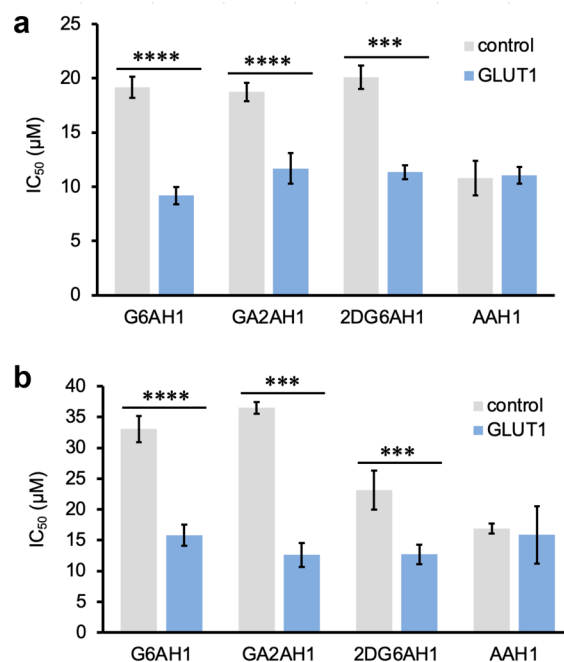 a
25
20
15
10
5
0
IC50 (µM)
****
****
***
control
GLUT1
G6AH1
GA2AH1
2DG6AH1
AAH1
b
40
35
30
25
20
15
10
5
0
IC50 (µM)
****
***
***
control
GLUT1
G6AH1
GA2AH1
2DG6AH1
AAH1